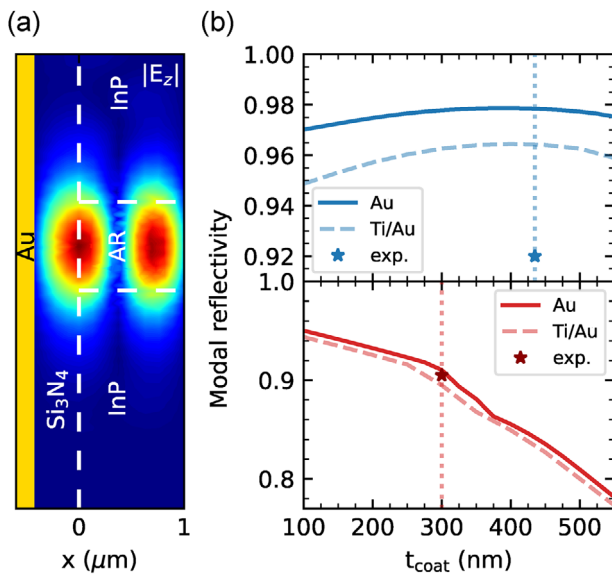 (a)
|E_z|
InP
Au
AR
Si₃N₄
InP
0
1
x (μm)
(b)
1.00
0.98
0.96
0.94
0.92
Au
Ti/Au
exp.
1.0
0.9
0.8
Au
Ti/Au
exp.
Modal reflectivity
100
200
300
400
500
t_coat (nm)